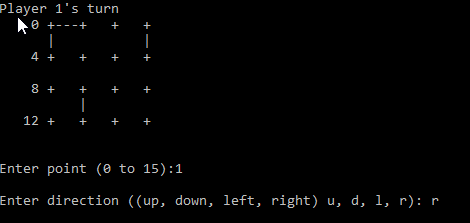 Player 1's turn
0 +---+ + +
| |
4 + + + +
8 + + + +
|
12 + + + +
Enter point (0 to 15):1
Enter direction ((up, down, left, right) u, d, l, r): r